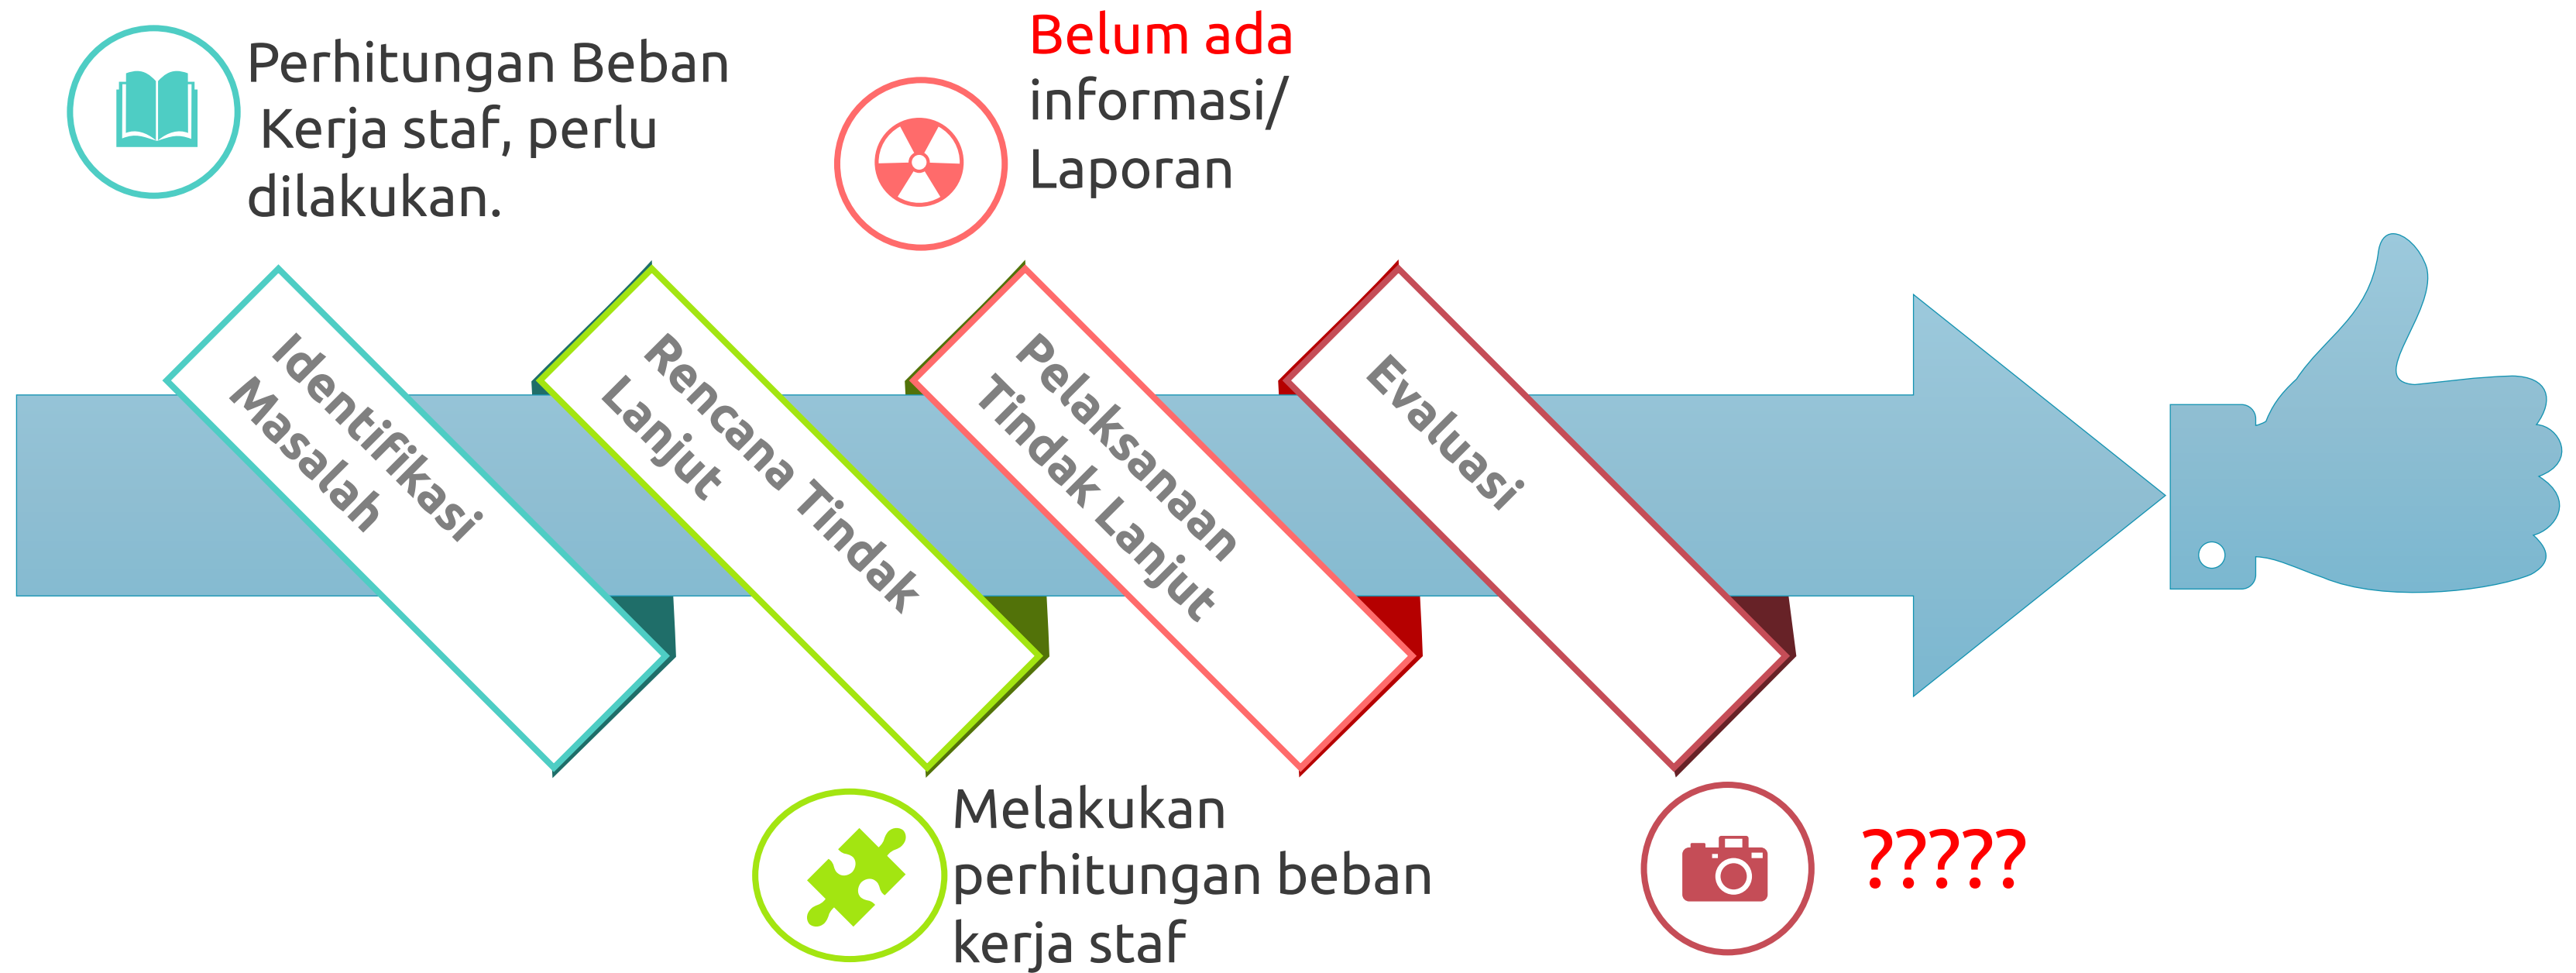 Perhitungan Beban
Kerja staf, perlu
dilakukan.
Belum ada
informasi/
Laporan
Identifikasi
Masalah
Rencana Tindak
Lanjut
Pelaksanaan
Tindak Lanjut
Evaluasi
Melakukan
perhitungan beban
kerja staf
?????